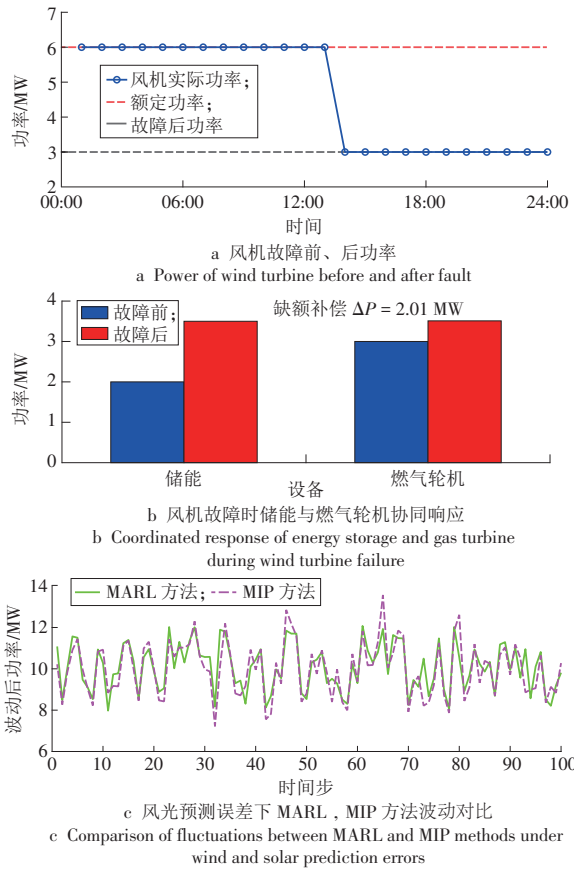 7
6
5
4
3
2
功率/MW
风机实际功率；
额定功率；
故障后功率
00:00
06:00
12:00
18:00
24:00
时间
a 风机故障前、后功率
a Power of wind turbine before and after fault
4
3
2
1
0
功率/MW
故障前；
故障后
缺额补偿 ΔP = 2.01 MW
储能
燃气轮机
设备
b 风机故障时储能与燃气轮机协同响应
b Coordinated response of energy storage and gas turbine
during wind turbine failure
14
12
10
8
6
波动后功率/MW
MARL 方法； MIP 方法
0 10 20 30 40 50 60 70 80 90 100
时间步
c 风光预测误差下 MARL，MIP 方法波动对比
c Comparison of fluctuations between MARL and MIP methods under
wind and solar prediction errors